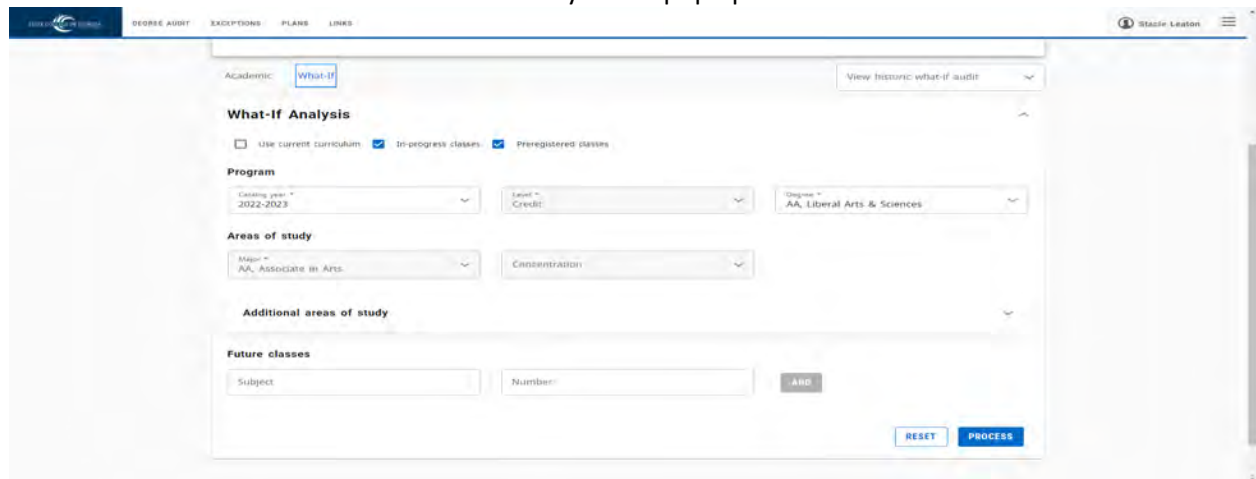 DEGREE AUDIT EXCEPTIONS PLANS LINKS Stacie Leaton
Academic What-If View historic what-if audit
What-If Analysis
Use current curriculum In-progress classes Preregistered classes
Program
Catalog year * Level * Degree *
2022-2023 Credit AA, Liberal Arts & Sciences
Areas of study
Major *
AA, Associate in Arts Concentration
Additional areas of study
Future classes
Subject Number ADD
RESET PROCESS